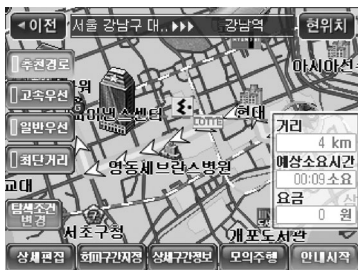 ◂이전
서울 강남구 대..▸▸▸ 강남역
현위치
추천경로
고속우선
일반우선
최단거리
아시아선
원
파이낸스센터
현대
LOTTE
영동세브란스병원
교대
서초구청
개포도서관
거리
4 km
예상소요시간
00:09 소요
요금
0 원
탐색조건
변경
상세편집
회피구간지정
상세구간정보
모의주행
안내시작